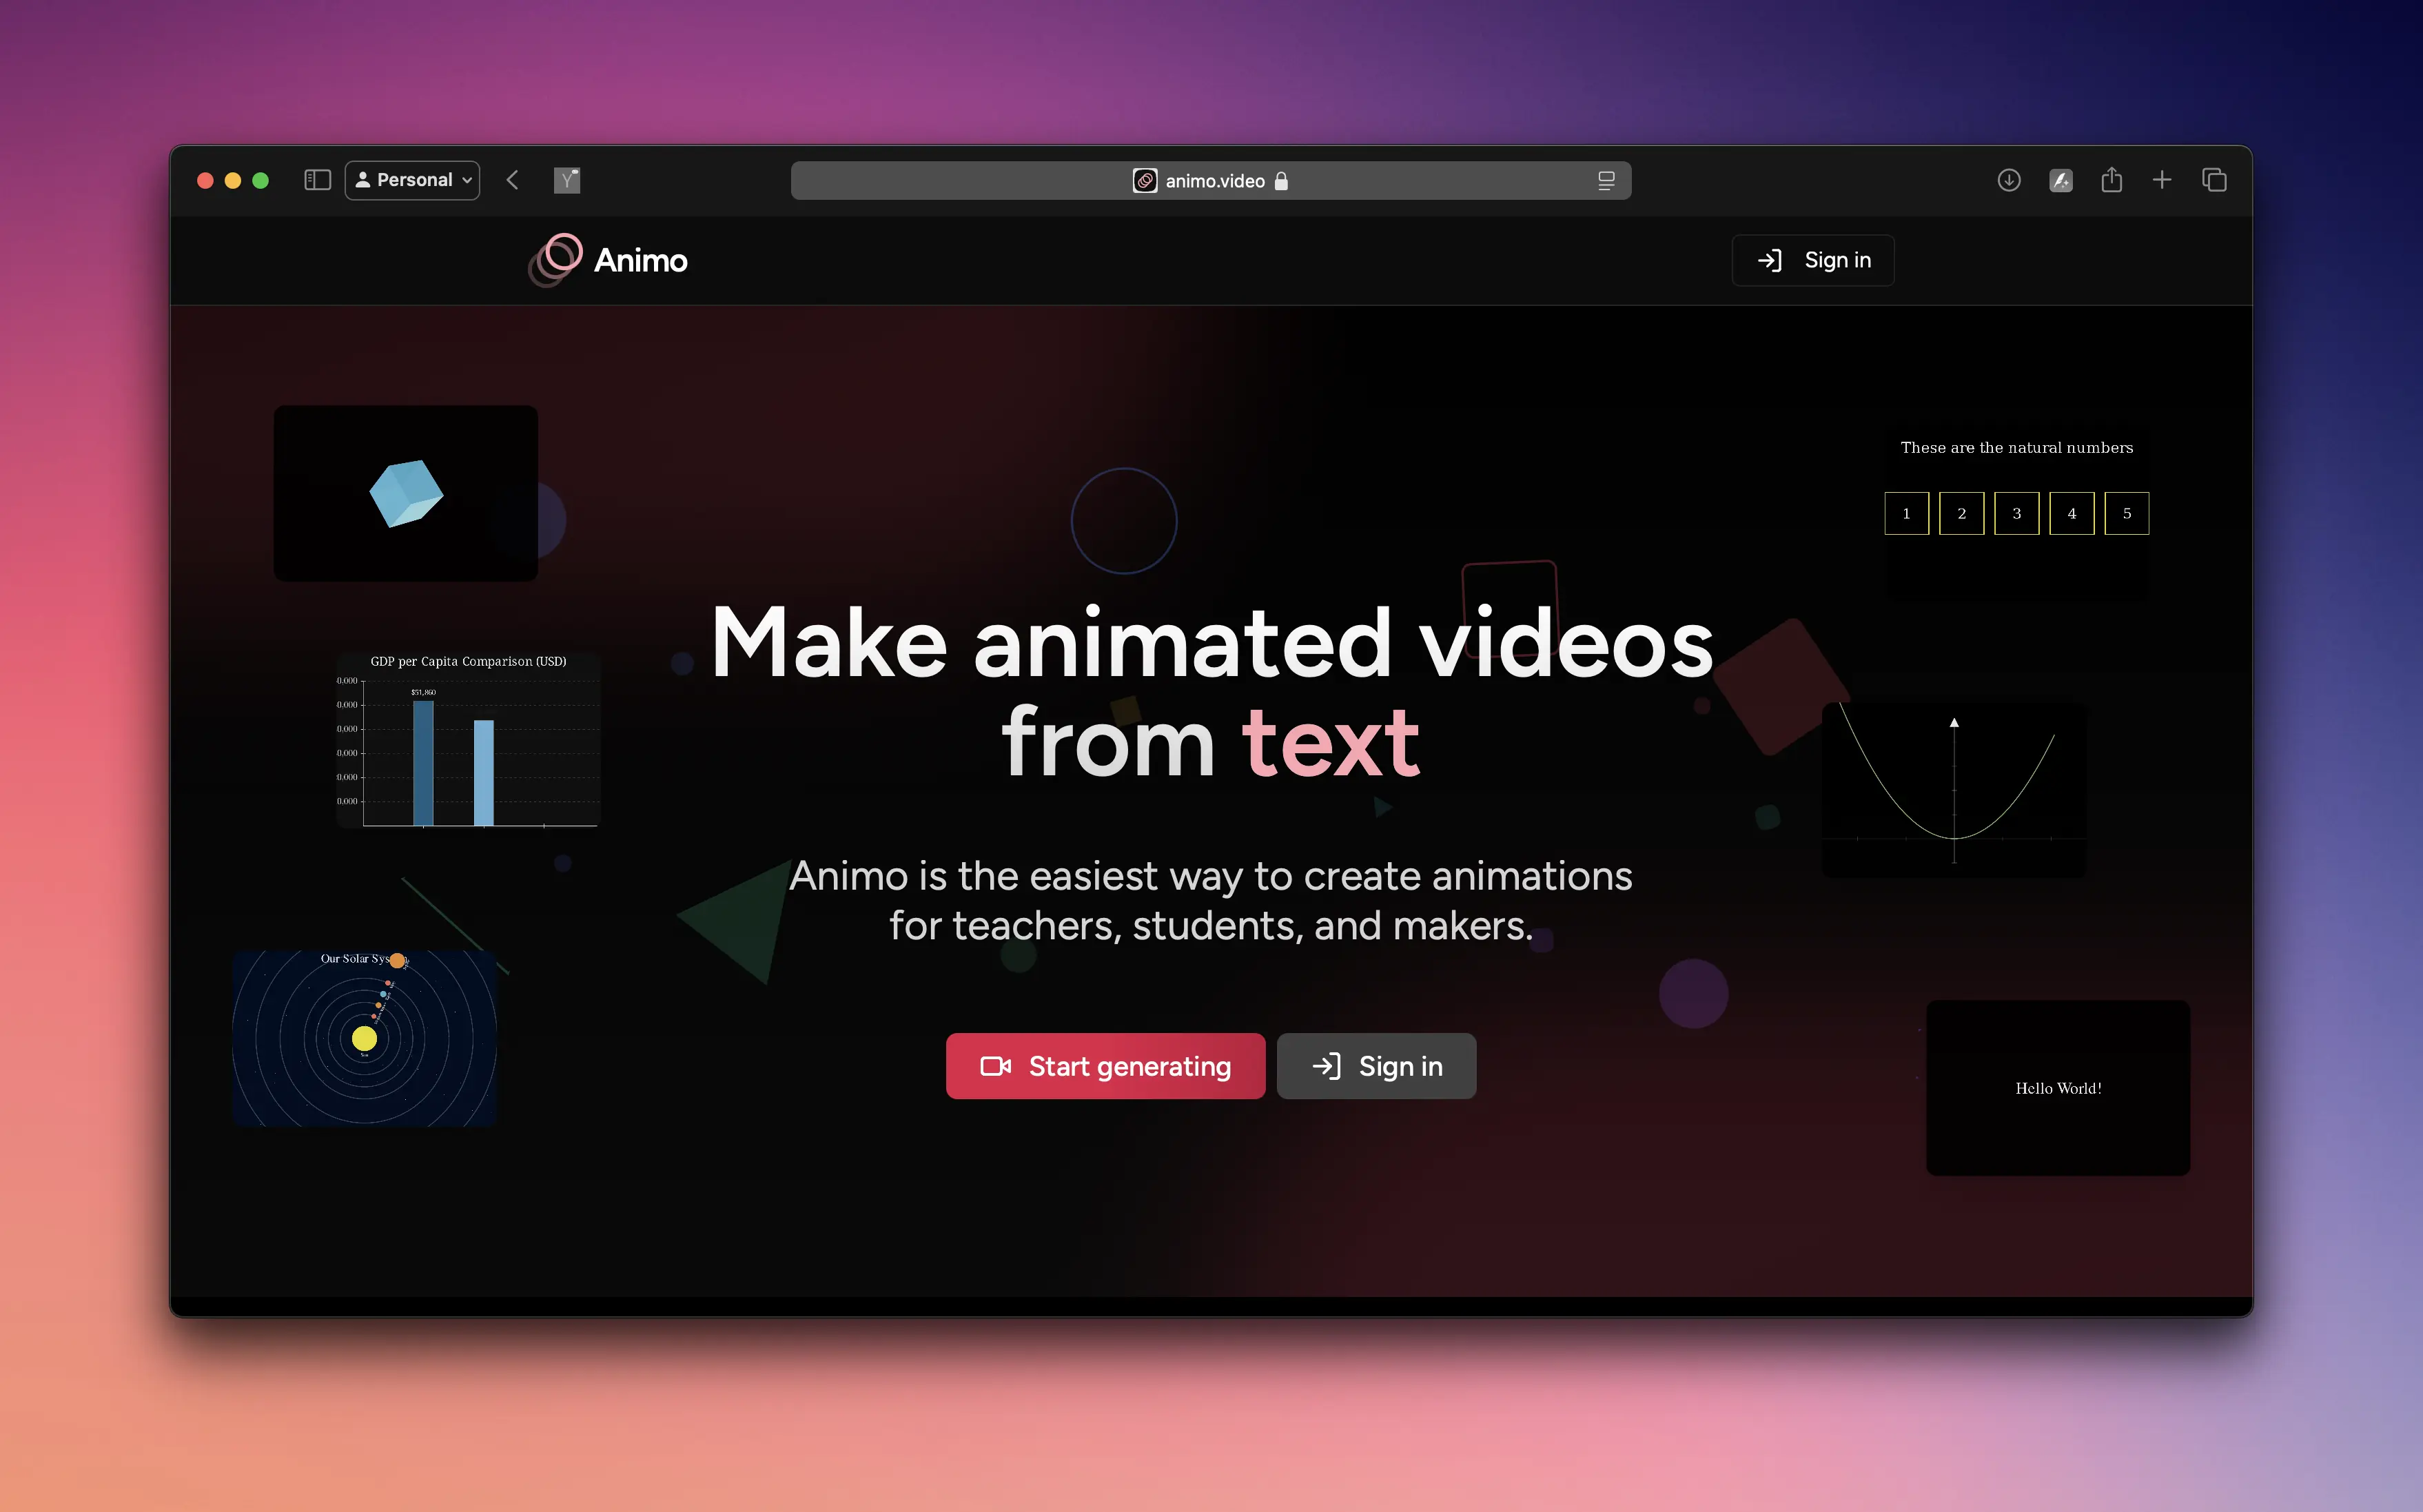 Personal
animo.video
Animo
Sign in
These are the natural numbers
1 2 3 4 5
Make animated videos
from text
GDP per Capita Comparison (USD)
$51,860
0,000
0,000
0,000
0,000
0,000
0,000
Animo is the easiest way to create animations
for teachers, students, and makers.
Our Solar Sys
Sun
Start generating
Sign in
Hello World!